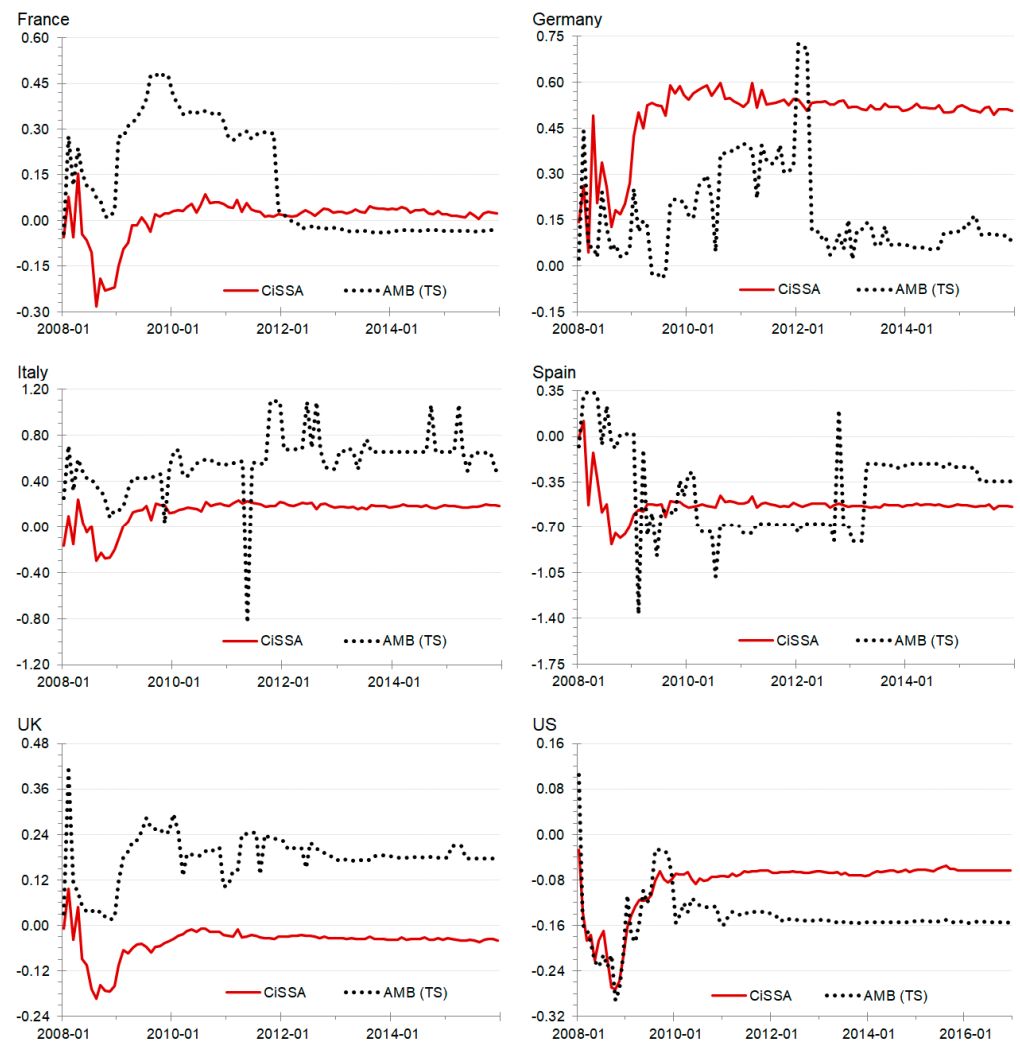 France
0.60
0.45
0.30
0.15
0.00
-0.15
-0.30
CiSSA AMB (TS)
2008-01 2010-01 2012-01 2014-01
Germany
0.75
0.60
0.45
0.30
0.15
0.00
-0.15
CiSSA AMB (TS)
2008-01 2010-01 2012-01 2014-01
Italy
1.20
0.80
0.40
0.00
-0.40
-0.80
-1.20
CiSSA AMB (TS)
2008-01 2010-01 2012-01 2014-01
Spain
0.35
0.00
-0.35
-0.70
-1.05
-1.40
-1.75
CiSSA AMB (TS)
2008-01 2010-01 2012-01 2014-01
UK
0.48
0.36
0.24
0.12
0.00
-0.12
-0.24
CiSSA AMB (TS)
2008-01 2010-01 2012-01 2014-01
US
0.16
0.08
0.00
-0.08
-0.16
-0.24
-0.32
CiSSA AMB (TS)
2008-01 2010-01 2012-01 2014-01 2016-01